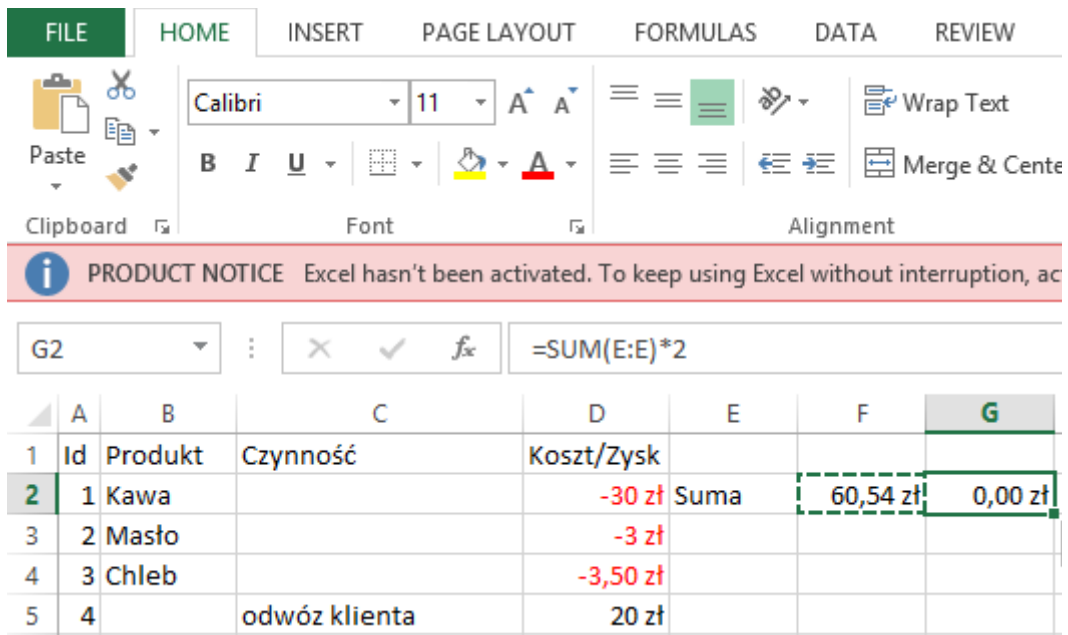 FILE HOME INSERT PAGE LAYOUT FORMULAS DATA REVIEW
Calibri 11 A A Wrap Text
Paste B I U A Merge & Cente
Clipboard Font Alignment
i PRODUCT NOTICE Excel hasn't been activated. To keep using Excel without interruption, ac
G2 fx =SUM(E:E)*2
A B C D E F G
1 Id Produkt Czynność Koszt/Zysk
2 1 Kawa -30 zł Suma 60,54 zł 0,00 zł
3 2 Masło -3 zł
4 3 Chleb -3,50 zł
5 4 odwóz klienta 20 zł